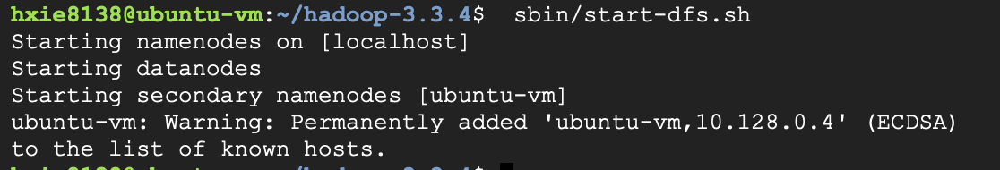 hxie8138@ubuntu-vm:~/hadoop-3.3.4$  sbin/start-dfs.sh
Starting namenodes on [localhost]
Starting datanodes
Starting secondary namenodes [ubuntu-vm]
ubuntu-vm: Warning: Permanently added 'ubuntu-vm,10.128.0.4' (ECDSA)
to the list of known hosts.